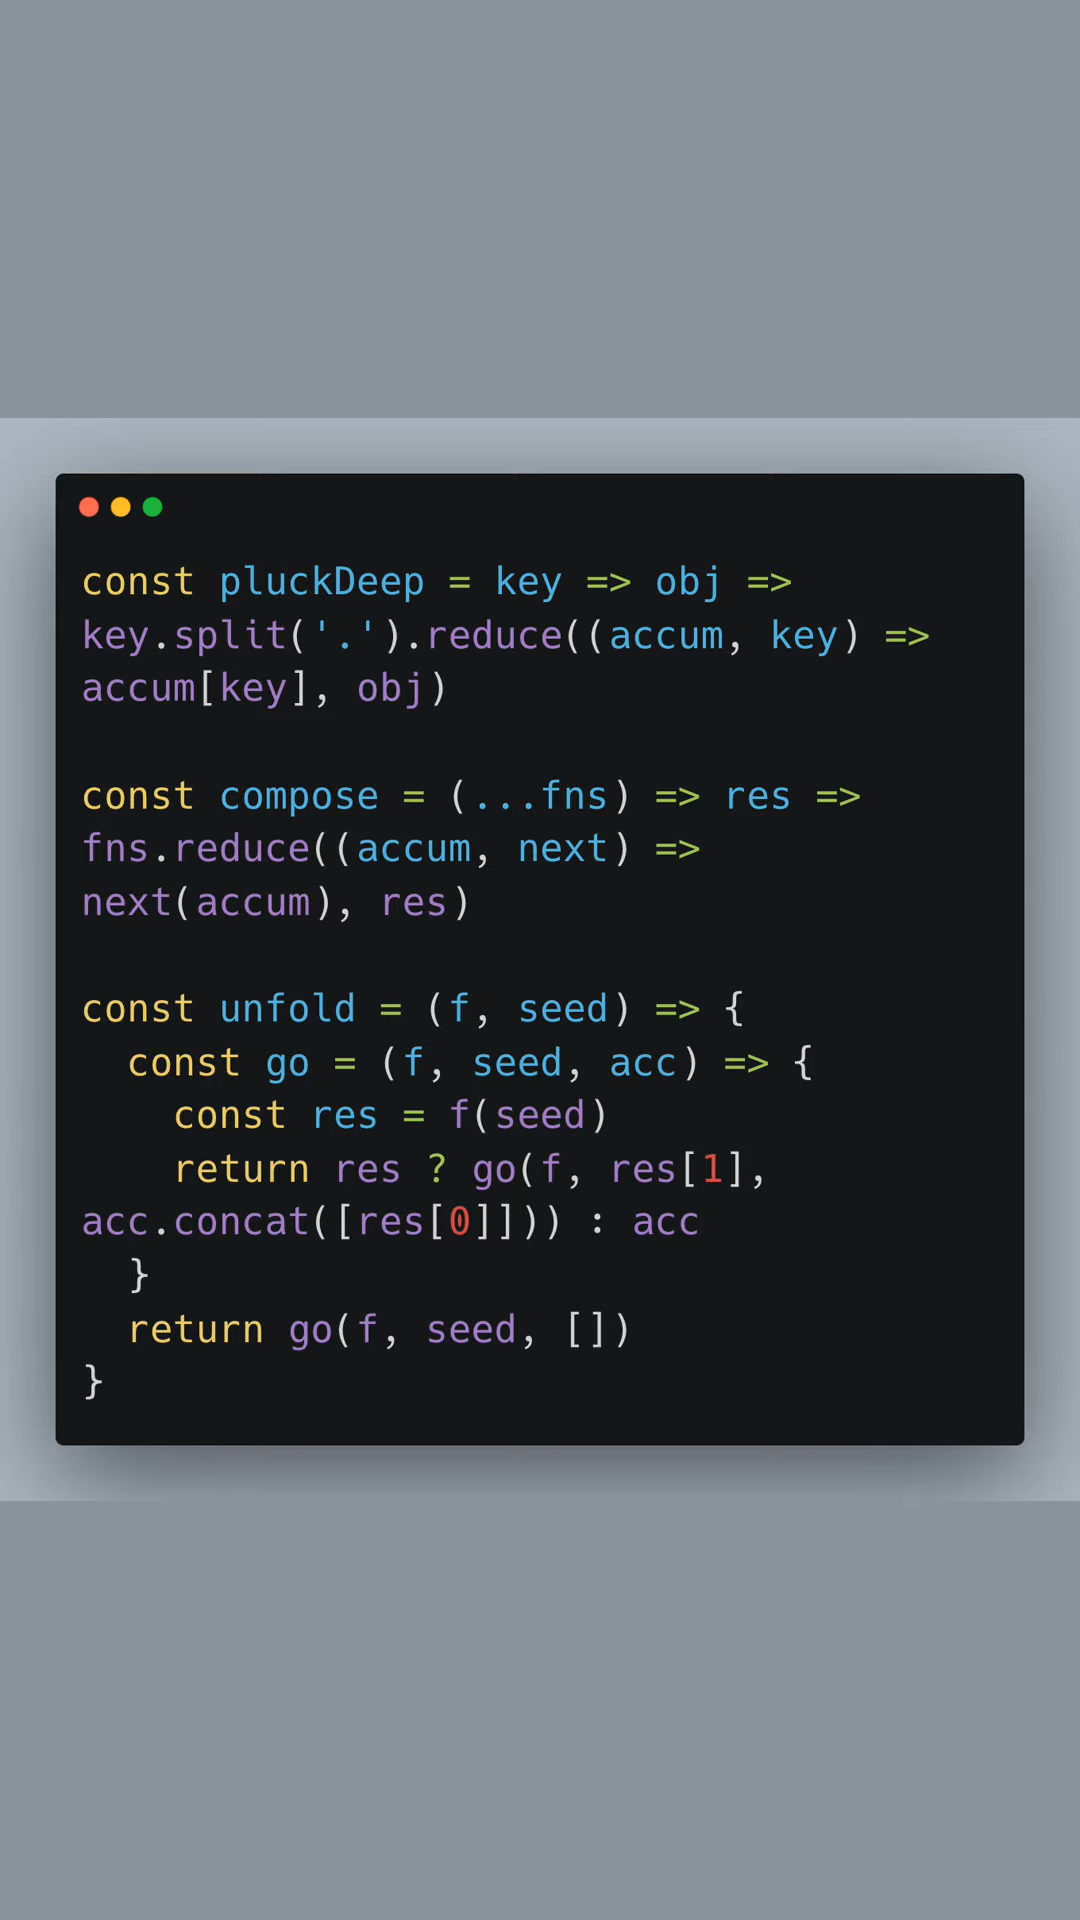 const pluckDeep = key => obj =>
key.split('.').reduce((accum, key) =>
accum[key], obj)

const compose = (...fns) => res =>
fns.reduce((accum, next) =>
next(accum), res)

const unfold = (f, seed) => {
  const go = (f, seed, acc) => {
    const res = f(seed)
    return res ? go(f, res[1],
acc.concat([res[0]])) : acc
  }
  return go(f, seed, [])
}